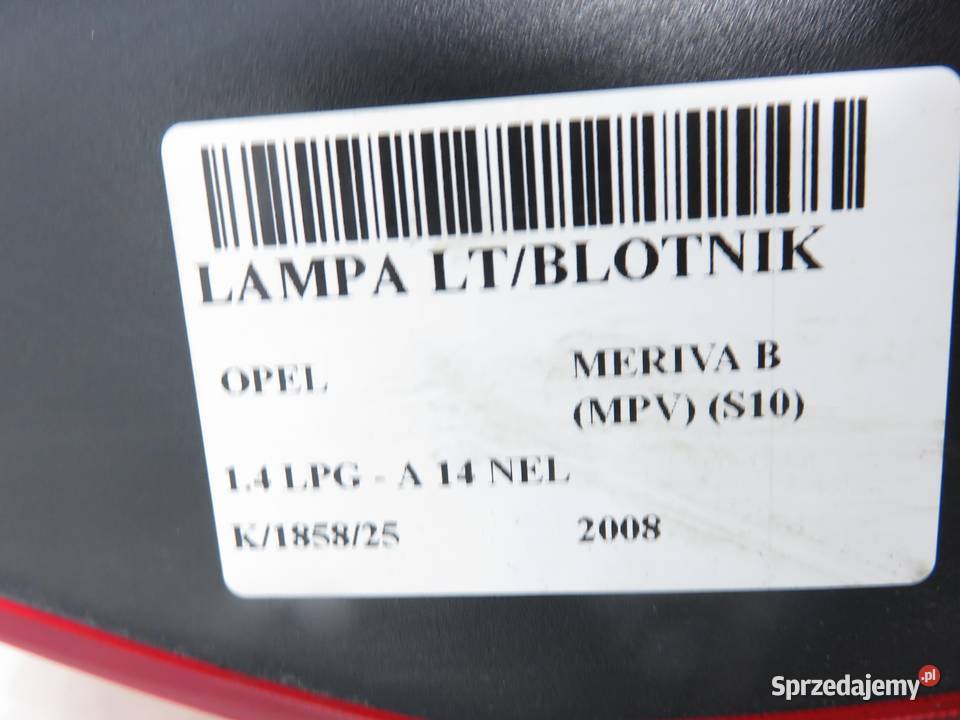 LAMPA LT/BLOTNIK
OPEL
MERIVA B
(MPV) (S10)
1.4 LPG - A 14 NEL
K/1858/25
2008
Sprzedajemy.pl